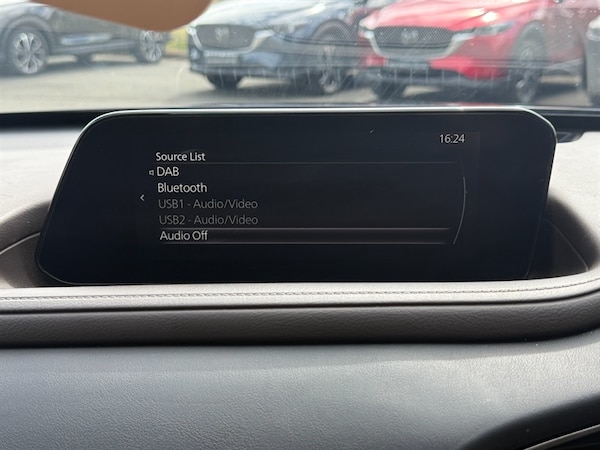 16:24
Source List
DAB
Bluetooth
USB1 - Audio/Video
USB2 - Audio/Video
Audio Off